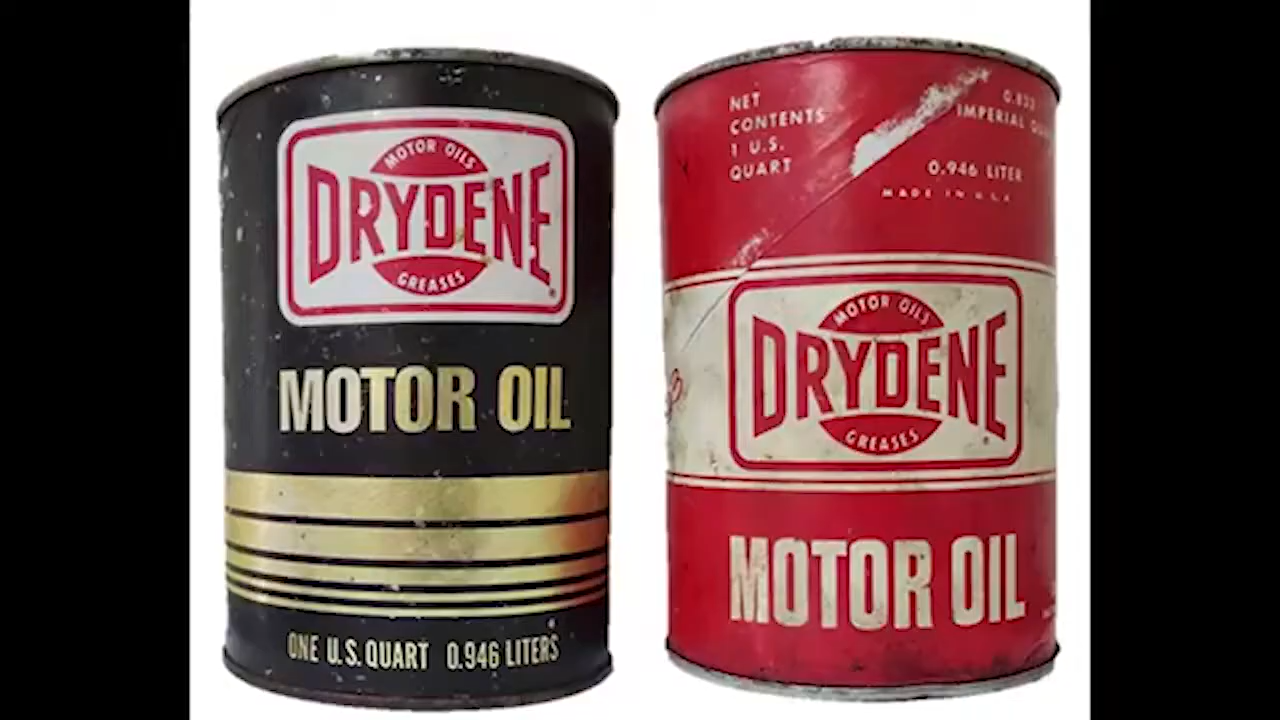 MOTOR OILS
DRYDENE
GREASES
MOTOR OIL
ONE U.S. QUART 0.946 LITERS
NET
CONTENTS
1 U.S.
QUART
IMPERIAL
0.946 LITER
MADE IN U.S.A.
MOTOR OILS
DRYDENE
GREASES
MOTOR OIL